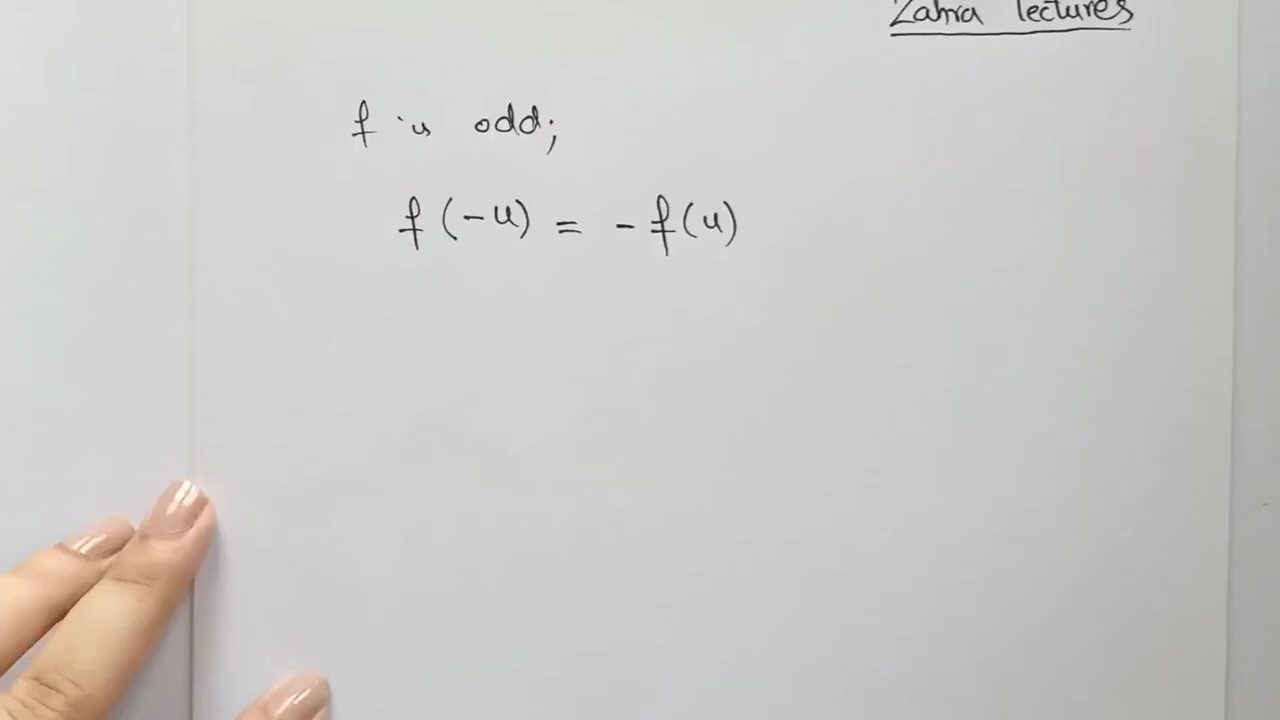 Zahra lectures
f is odd;
f(-u) = -f(u)